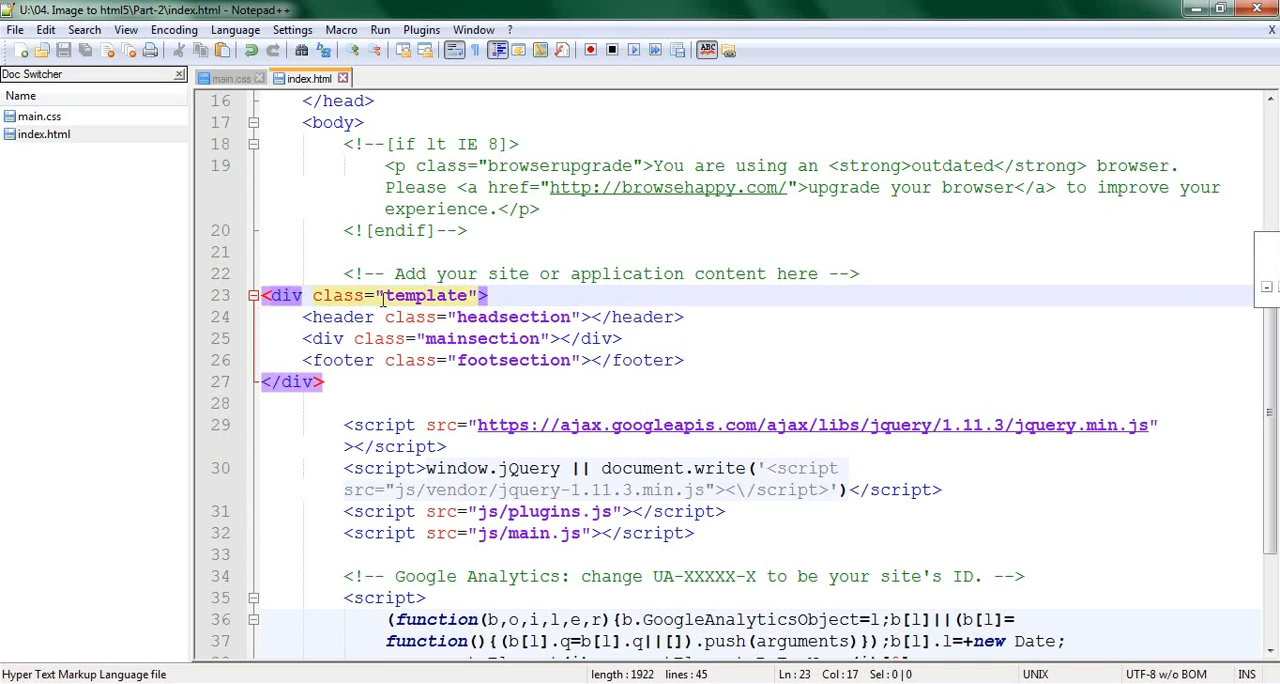 U:\04. Image to html5\Part-2\index.html - Notepad++
File Edit Search View Encoding Language Settings Macro Run Plugins Window ? X
Doc Switcher
main.css index.html
Name
main.css
index.html
16 </head>
17 <body>
18 <!--[if lt IE 8]>
19 <p class="browserupgrade">You are using an <strong>outdated</strong> browser.
Please <a href="http://browsehappy.com/">upgrade your browser</a> to improve your
experience.</p>
20 <![endif]-->
21
22 <!-- Add your site or application content here -->
23 <div class="template">
24 <header class="headsection"></header>
25 <div class="mainsection"></div>
26 <footer class="footsection"></footer>
27 </div>
28
29 <script src="https://ajax.googleapis.com/ajax/libs/jquery/1.11.3/jquery.min.js"
></script>
30 <script>window.jQuery || document.write('<script
src="js/vendor/jquery-1.11.3.min.js"><\/script>')</script>
31 <script src="js/plugins.js"></script>
32 <script src="js/main.js"></script>
33
34 <!-- Google Analytics: change UA-XXXXX-X to be your site's ID. -->
35 <script>
36 (function(b,o,i,l,e,r){b.GoogleAnalyticsObject=l;b[l]||(b[l]=
37 function(){(b[l].q=b[l].q||[]).push(arguments)});b[l].l=+new Date;
Hyper Text Markup Language file length : 1922 lines : 45 Ln : 23 Col : 17 Sel : 0 | 0 UNIX UTF-8 w/o BOM INS